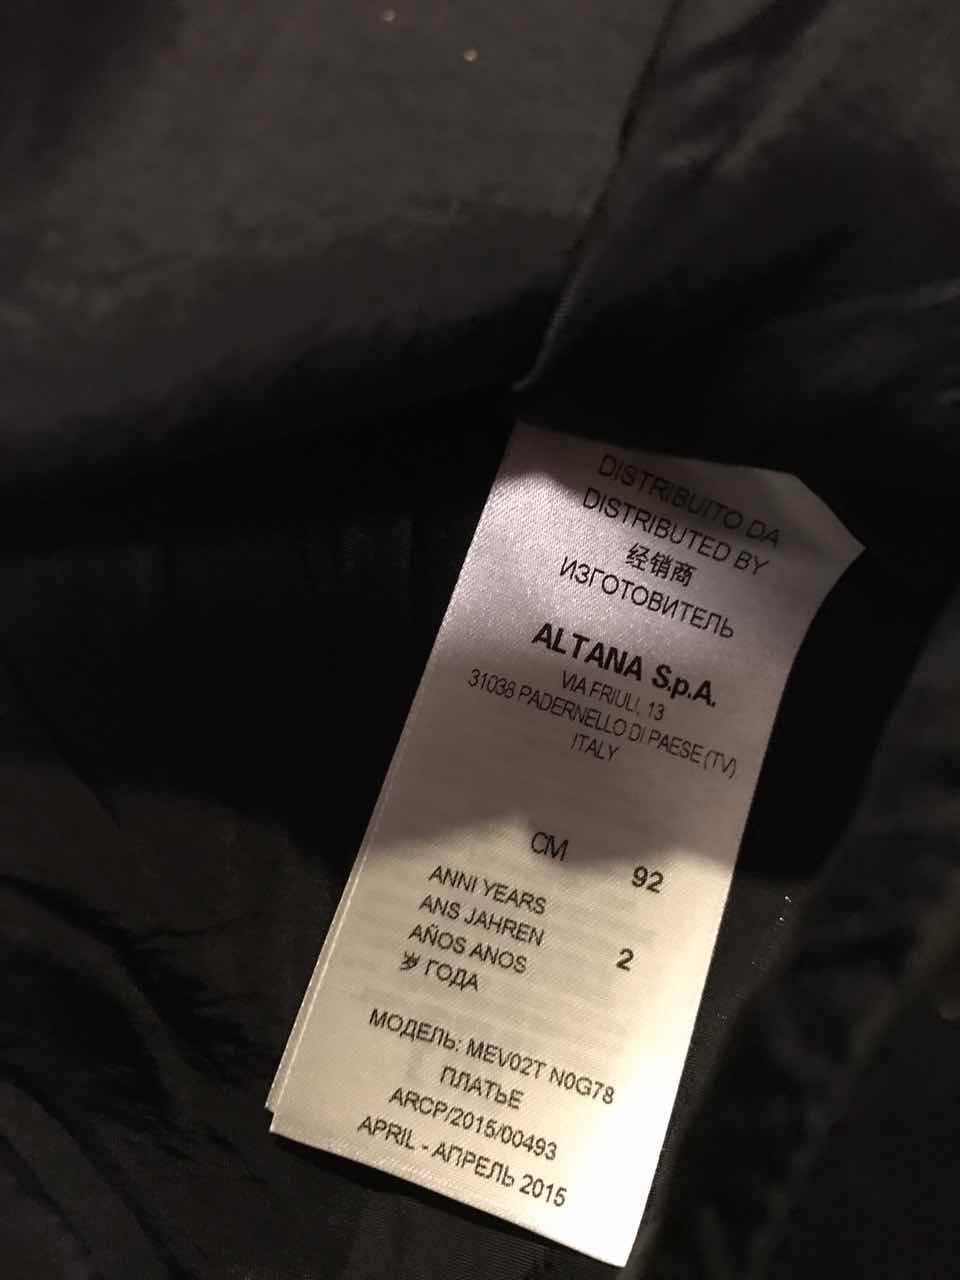 DISTRIBUITO DA
DISTRIBUTED BY
经销商
ИЗГОТОВИТЕЛЬ
ALTANA S.p.A.
VIA FRIULI, 13
31038 PADERNELLO DI PAESE (TV)
ITALY
CM 92
ANNI YEARS
ANS JAHREN
AÑOS ANOS 2
岁 ГОДА
МОДЕЛЬ: MEV02T N0G78
ПЛАТЬЕ
ARCP/2015/00493
APRIL - АПРЕЛЬ 2015